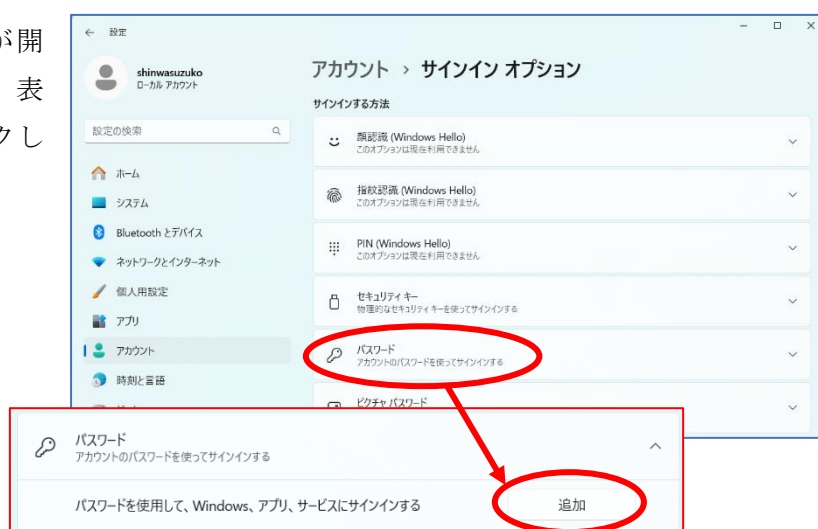 が開
表
クし
← 設定
shinwasuzuko
ローカル アカウント
設定の検索
ホーム
システム
Bluetooth とデバイス
ネットワークとインターネット
個人用設定
アプリ
アカウント
時刻と言語
アカウント › サインイン オプション
サインインする方法
顔認識 (Windows Hello)
このオプションは現在利用できません
指紋認識 (Windows Hello)
このオプションは現在利用できません
PIN (Windows Hello)
このオプションは現在利用できません
セキュリティ キー
物理的なセキュリティ キーを使ってサインインする
パスワード
アカウントのパスワードを使ってサインインする
ピクチャ パスワード
パスワード
アカウントのパスワードを使ってサインインする
パスワードを使用して、Windows、アプリ、サービスにサインインする
追加